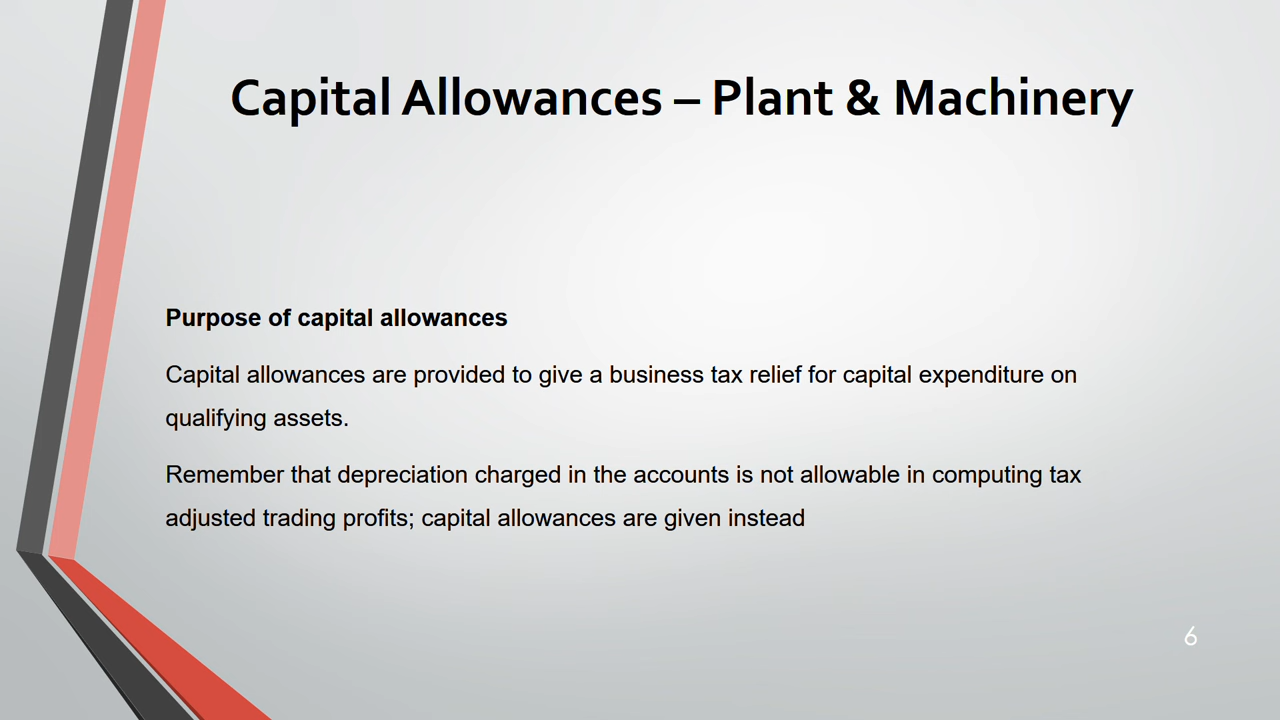 Capital Allowances – Plant & Machinery
Purpose of capital allowances
Capital allowances are provided to give a business tax relief for capital expenditure on
qualifying assets.
Remember that depreciation charged in the accounts is not allowable in computing tax
adjusted trading profits; capital allowances are given instead
6